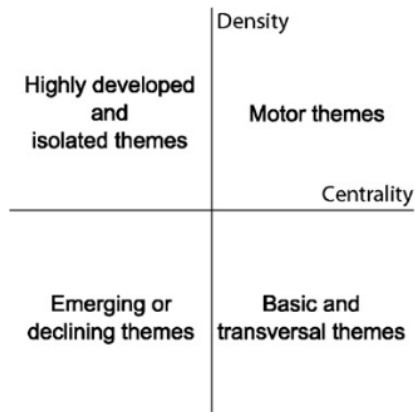 Density
Highly developed
and
isolated themes
Motor themes
Centrality
Emerging or
declining themes
Basic and
transversal themes